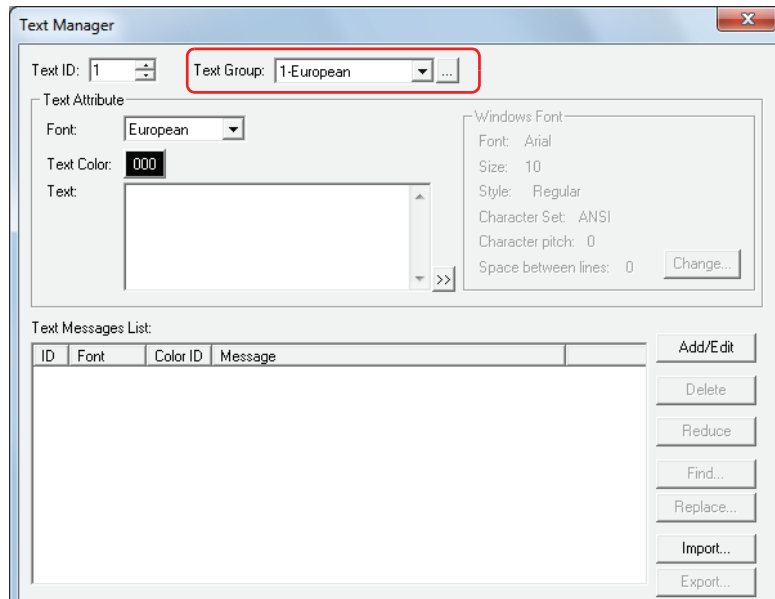 Text Manager
Text ID: 1 Text Group: 1-European ...
Text Attribute
Font: European
Text Color: 000
Text:
>>
Windows Font
Font: Arial
Size: 10
Style: Regular
Character Set: ANSI
Character pitch: 0
Space between lines: 0 Change...
Text Messages List:
ID Font Color ID Message
Add/Edit
Delete
Reduce
Find...
Replace...
Import...
Export...